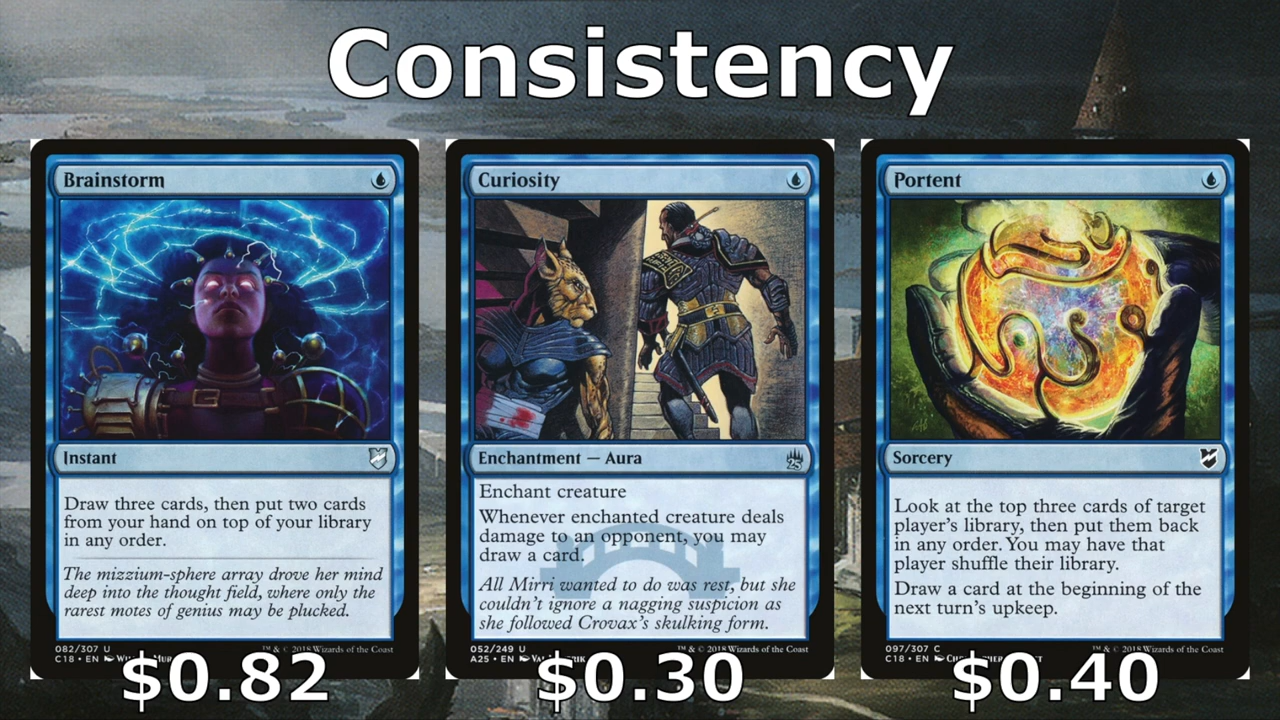 Consistency
Brainstorm
Instant
Draw three cards, then put two cards
from your hand on top of your library
in any order.
The mizzium-sphere array drove her mind
deep into the thought field, where only the
rarest motes of genius may be plucked.
082/307 U
C18 • EN
™ & © 2018 Wizards of the Coast
$0.82
Curiosity
Enchantment — Aura
25
Enchant creature
Whenever enchanted creature deals
damage to an opponent, you may
draw a card.
All Mirri wanted to do was rest, but she
couldn't ignore a nagging suspicion as
she followed Crovax's skulking form.
052/249 U
A25 • EN
™ & © 2018 Wizards of the Coast
$0.30
Portent
Sorcery
Look at the top three cards of target
player's library, then put them back
in any order. You may have that
player shuffle their library.
Draw a card at the beginning of the
next turn's upkeep.
097/307 C
C18 • EN
™ & © 2018 Wizards of the Coast
$0.40